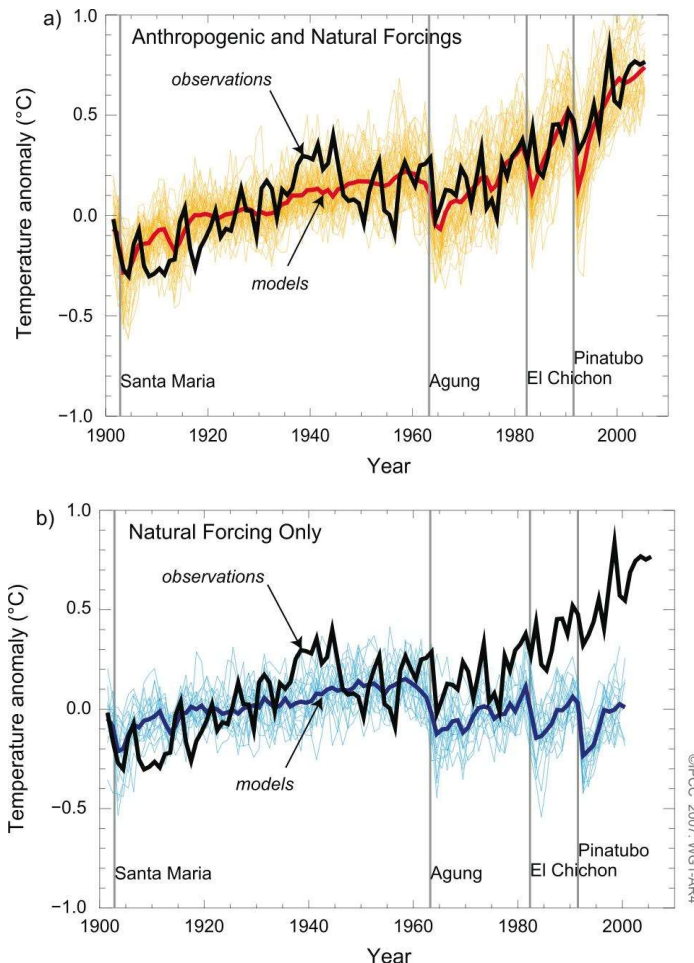 a)
Anthropogenic and Natural Forcings
observations
models
Temperature anomaly (°C)
1.0
0.5
0.0
−0.5
−1.0
Santa Maria
Agung
El Chichon
Pinatubo
1900 1920 1940 1960 1980 2000
Year
b)
Natural Forcing Only
observations
models
Temperature anomaly (°C)
1.0
0.5
0.0
−0.5
−1.0
Santa Maria
Agung
El Chichon
Pinatubo
1900 1920 1940 1960 1980 2000
Year
©IPCC 2007: WG1-AR4